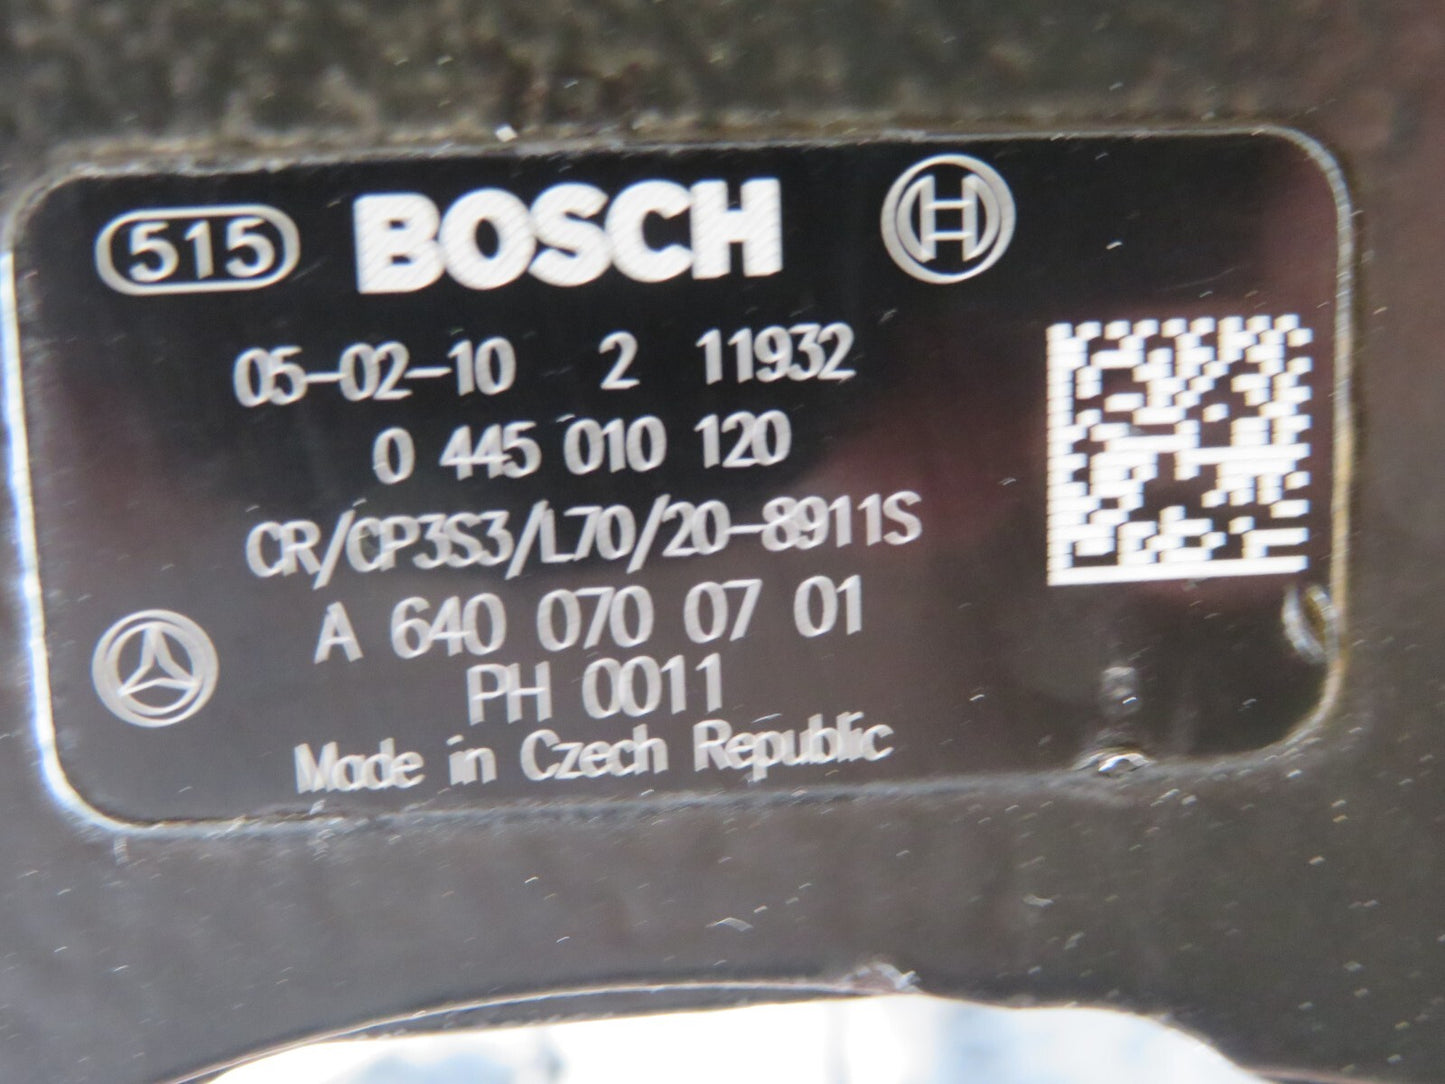 515 BOSCH
05-02-10 2 11932
0 445 010 120
CR/CP3S3/L70/20-8911S
A 640 070 07 01
PH 0011
Made in Czech Republic